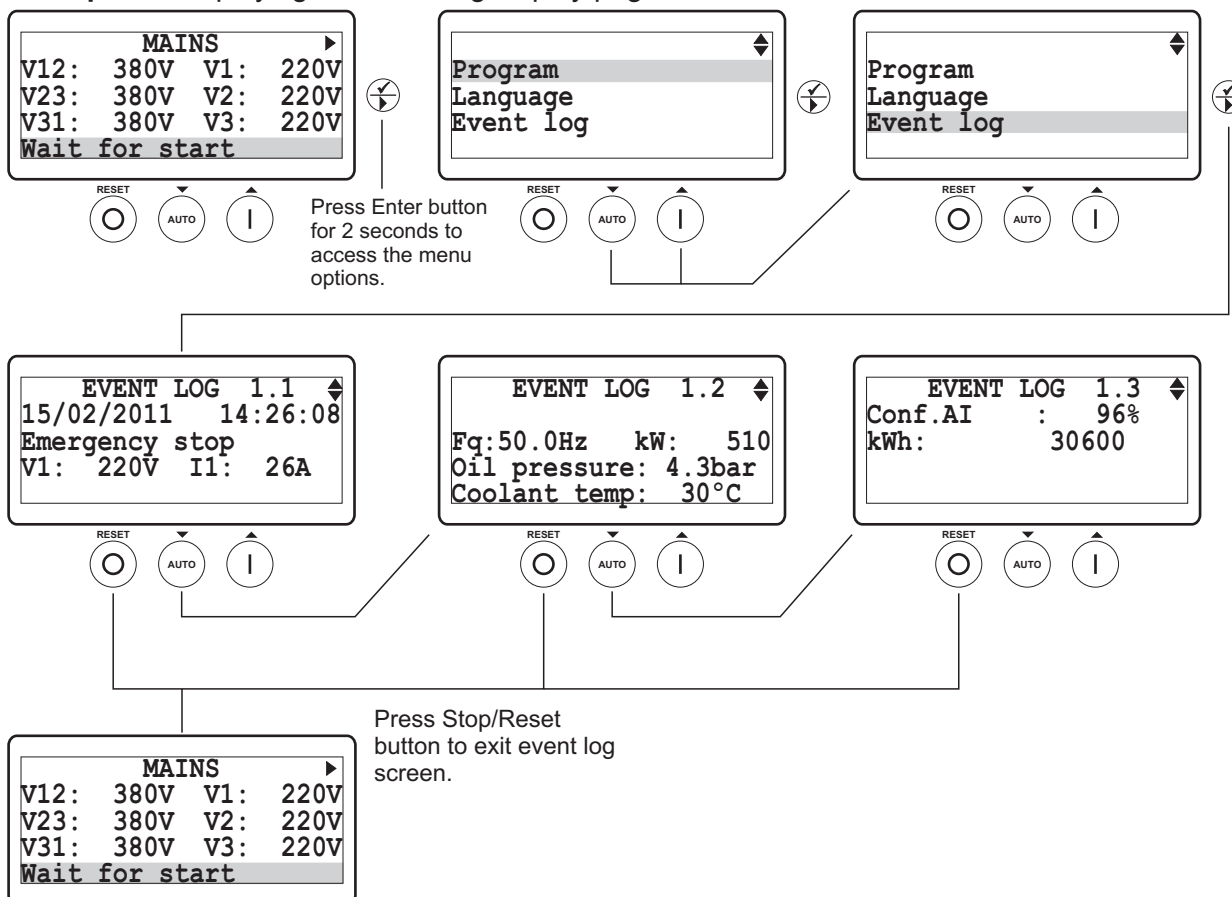 MAINS
V12: 380V V1: 220V
V23: 380V V2: 220V
V31: 380V V3: 220V
Wait for start
RESET
AUTO
Press Enter button
for 2 seconds to
access the menu
options.
Program
Language
Event log
RESET
AUTO
Program
Language
Event log
RESET
AUTO
EVENT LOG 1.1
15/02/2011 14:26:08
Emergency stop
V1: 220V I1: 26A
RESET
AUTO
EVENT LOG 1.2
Fq:50.0Hz kW: 510
Oil pressure: 4.3bar
Coolant temp: 30°C
RESET
AUTO
EVENT LOG 1.3
Conf.AI : 96%
kWh: 30600
RESET
AUTO
Press Stop/Reset
button to exit event log
screen.
MAINS
V12: 380V V1: 220V
V23: 380V V2: 220V
V31: 380V V3: 220V
Wait for start